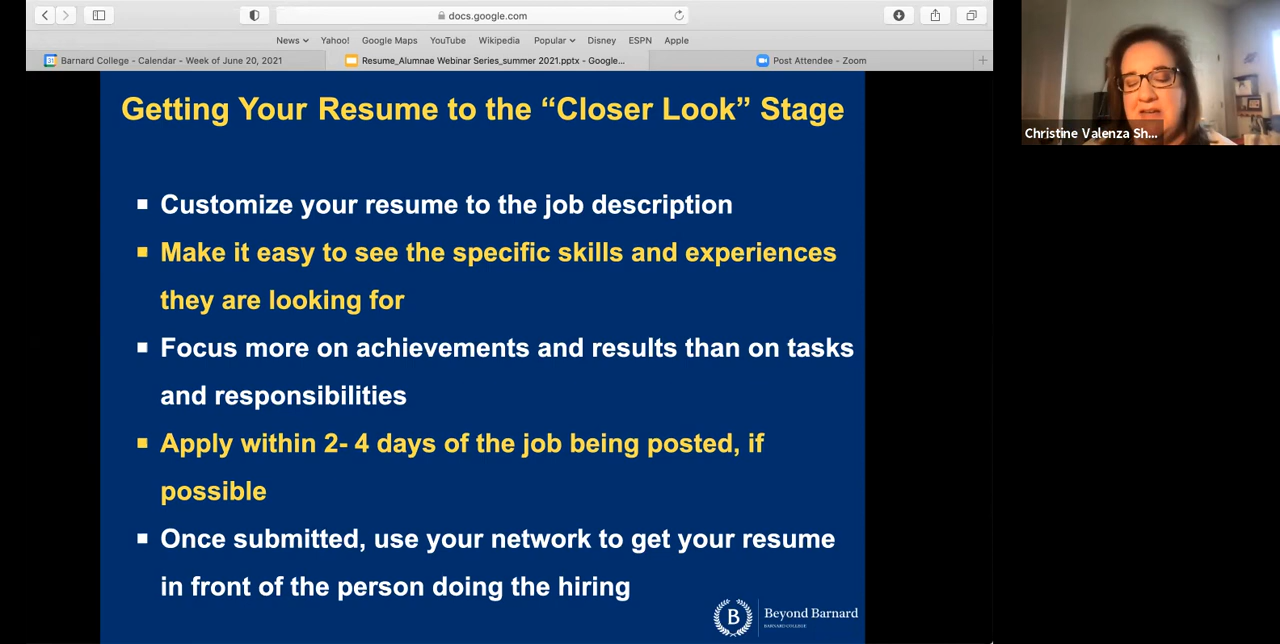 docs.google.com
News Yahoo! Google Maps YouTube Wikipedia Popular Disney ESPN Apple
Barnard College - Calendar - Week of June 20, 2021
Resume_Alumnae Webinar Series_summer 2021.pptx - Google...
Post Attendee - Zoom
Getting Your Resume to the “Closer Look” Stage
Customize your resume to the job description
Make it easy to see the specific skills and experiences
they are looking for
Focus more on achievements and results than on tasks
and responsibilities
Apply within 2- 4 days of the job being posted, if
possible
Once submitted, use your network to get your resume
in front of the person doing the hiring
B
Beyond Barnard
BARNARD COLLEGE
Christine Valenza Sh...